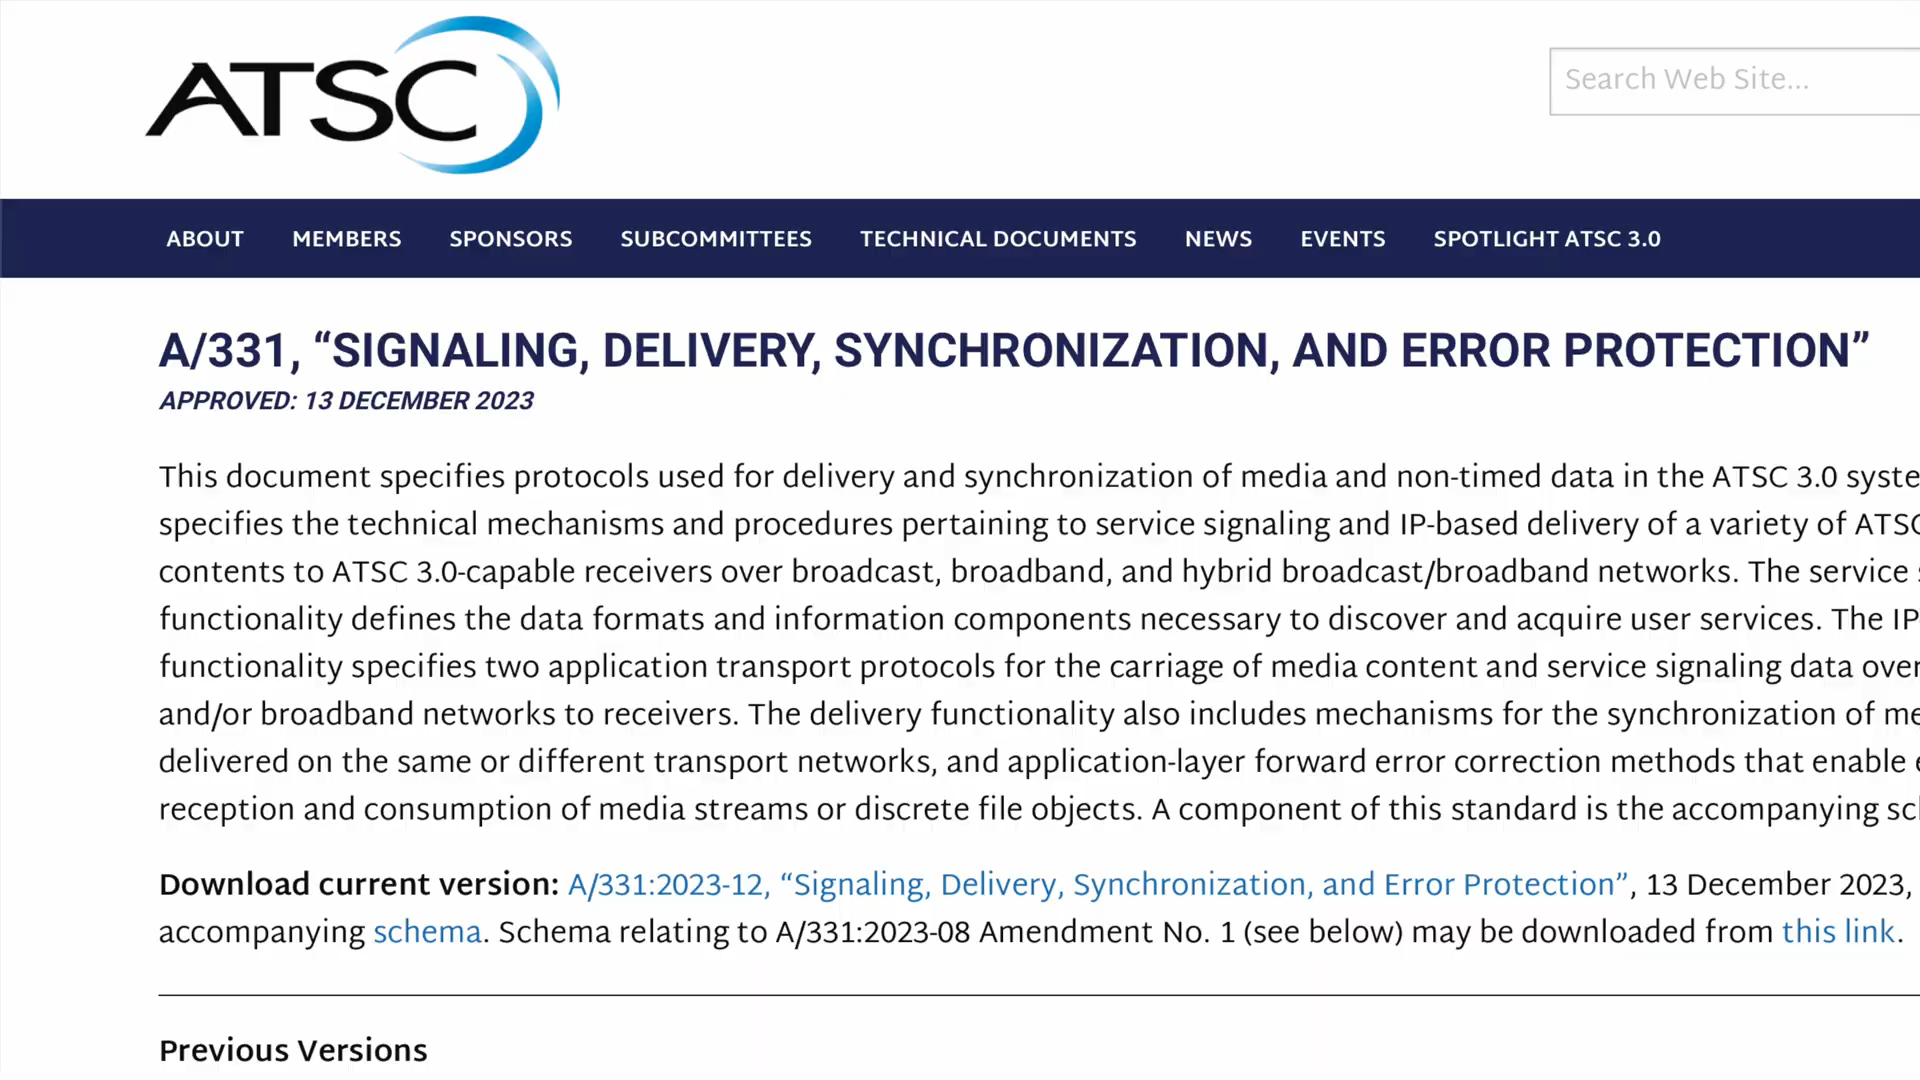 ATSC
Search Web Site...
ABOUT MEMBERS SPONSORS SUBCOMMITTEES TECHNICAL DOCUMENTS NEWS EVENTS SPOTLIGHT ATSC 3.0
A/331, “SIGNALING, DELIVERY, SYNCHRONIZATION, AND ERROR PROTECTION”
APPROVED: 13 DECEMBER 2023
This document specifies protocols used for delivery and synchronization of media and non-timed data in the ATSC 3.0
specifies the technical mechanisms and procedures pertaining to service signaling and IP-based delivery of a variety of
contents to ATSC 3.0-capable receivers over broadcast, broadband, and hybrid broadcast/broadband networks. The service
functionality defines the data formats and information components necessary to discover and acquire user services. The
functionality specifies two application transport protocols for the carriage of media content and service signaling data over
and/or broadband networks to receivers. The delivery functionality also includes mechanisms for the synchronization of
delivered on the same or different transport networks, and application-layer forward error correction methods that enable
reception and consumption of media streams or discrete file objects. A component of this standard is the accompanying
Download current version: A/331:2023-12, “Signaling, Delivery, Synchronization, and Error Protection”, 13 December 2023,
accompanying schema. Schema relating to A/331:2023-08 Amendment No. 1 (see below) may be downloaded from this link.
Previous Versions